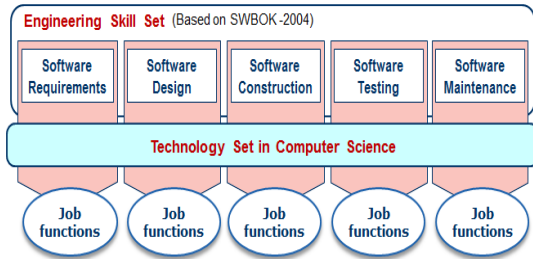 Engineering Skill Set (Based on SWBOK -2004)
Software
Requirements
Software
Design
Software
Construction
Software
Testing
Software
Maintenance
Technology Set in Computer Science
Job
functions
Job
functions
Job
functions
Job
functions
Job
functions